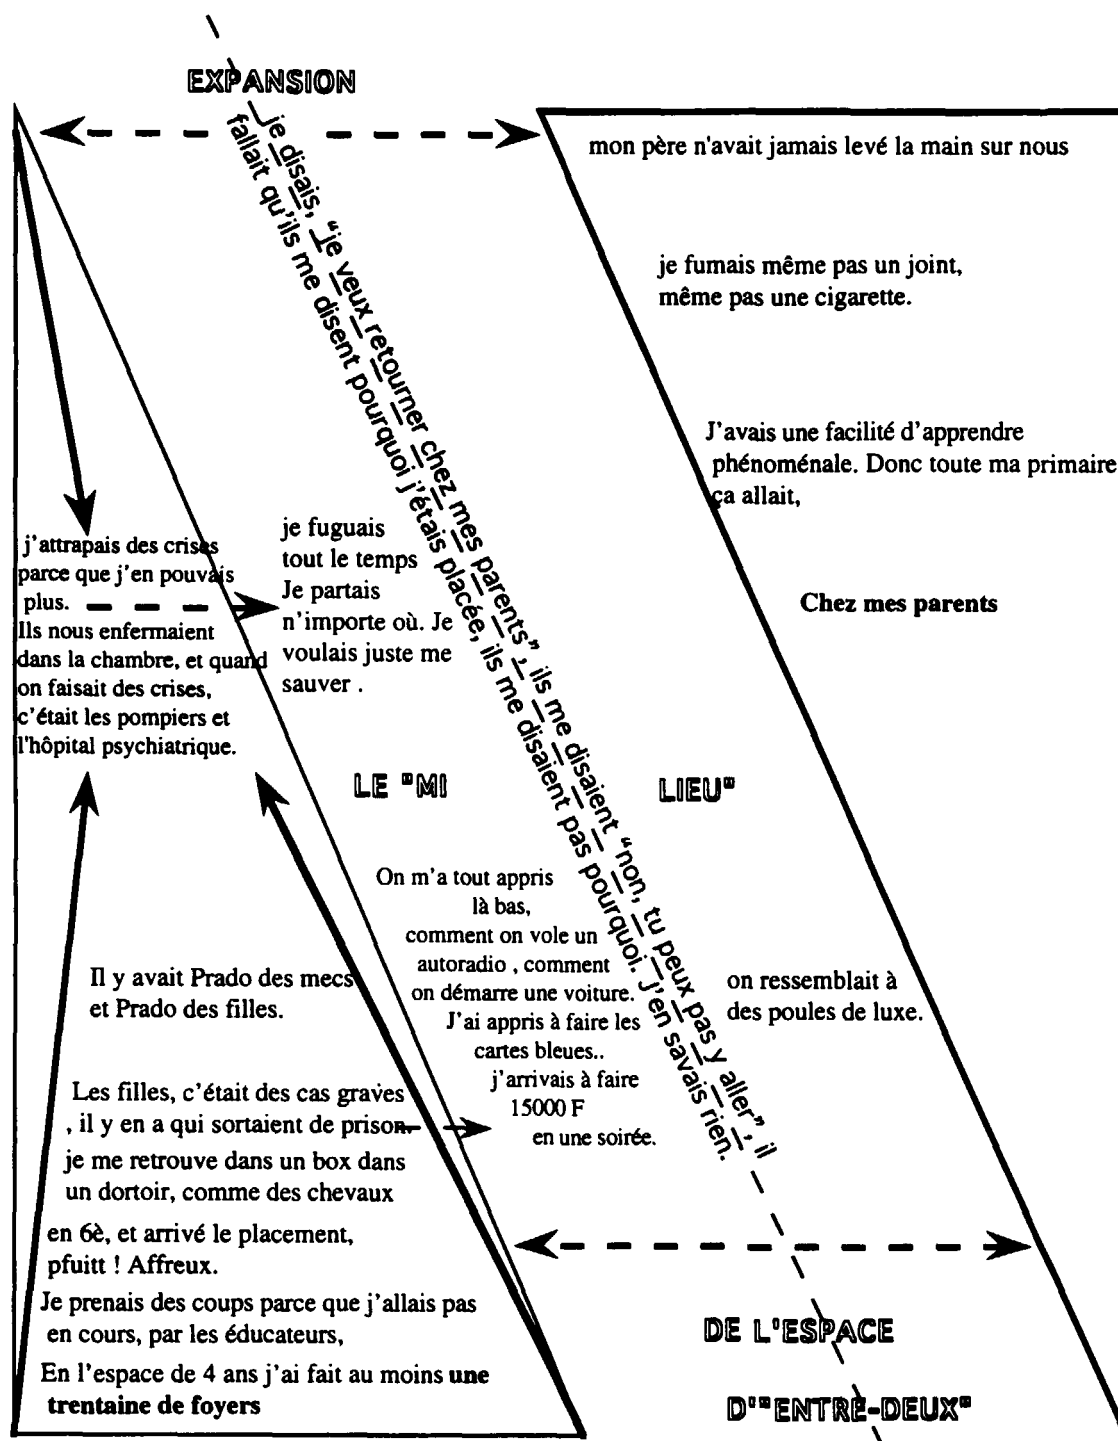 EXPANSION
je disais, "je veux retourner chez mes parents", ils me disaient "non, tu peux pas y aller", il
fallait qu'ils me disent pourquoi j'étais placée, ils me disaient pas pourquoi. J'en savais rien.
mon père n'avait jamais levé la main sur nous
je fumais même pas un joint,
même pas une cigarette.
J'avais une facilité d'apprendre
phénoménale. Donc toute ma primaire
ça allait,
Chez mes parents
j'attrapais des crises
parce que j'en pouvais
plus.
Ils nous enfermaient
dans la chambre, et quand
on faisait des crises,
c'était les pompiers et
l'hôpital psychiatrique.
je fuguais
tout le temps
Je partais
n'importe où. Je
voulais juste me
sauver .
LE "MI
LIEU"
On m'a tout appris
là bas,
comment on vole un
autoradio , comment
on démarre une voiture.
J'ai appris à faire les
cartes bleues..
j'arrivais à faire
15000 F
en une soirée.
on ressemblait à
des poules de luxe.
Il y avait Prado des mecs
et Prado des filles.
Les filles, c'était des cas graves
, il y en a qui sortaient de prison
je me retrouve dans un box dans
un dortoir, comme des chevaux
en 6è, et arrivé le placement,
pfuitt ! Affreux.
Je prenais des coups parce que j'allais pas
en cours, par les éducateurs,
En l'espace de 4 ans j'ai fait au moins une
trentaine de foyers
DE L'ESPACE
D'"ENTRE-DEUX"